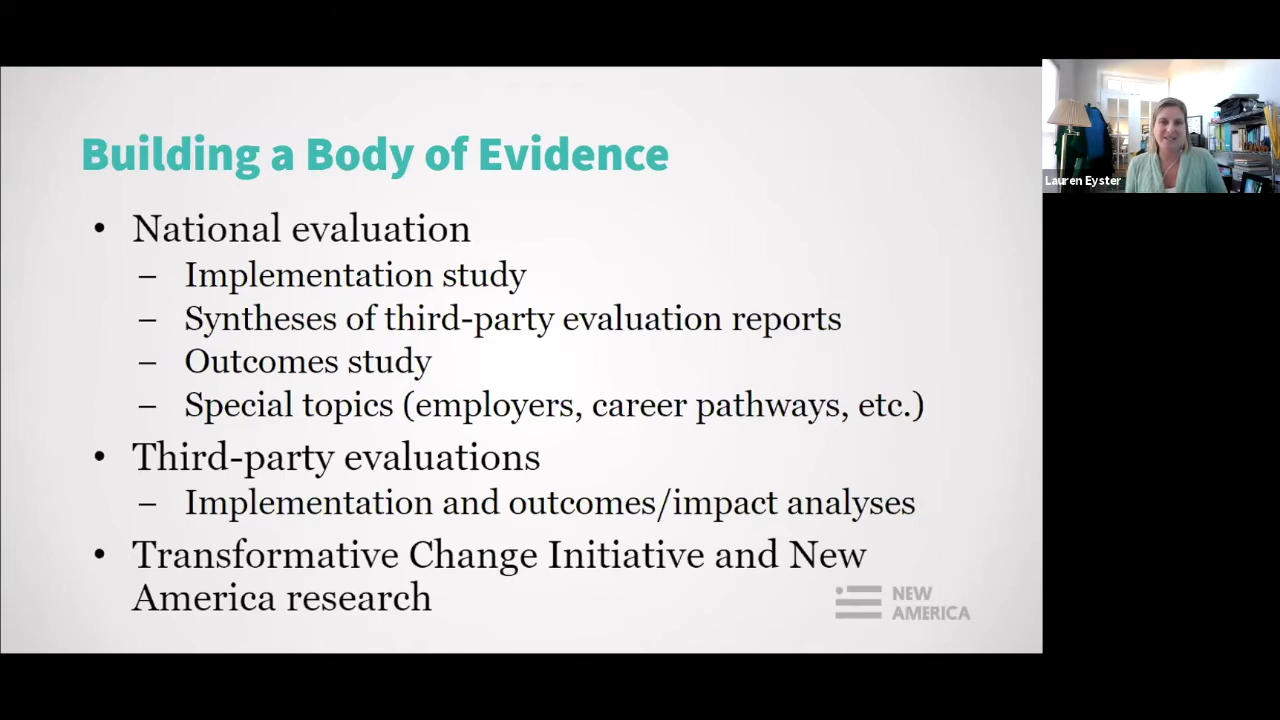 Building a Body of Evidence
• National evaluation
– Implementation study
– Syntheses of third-party evaluation reports
– Outcomes study
– Special topics (employers, career pathways, etc.)
• Third-party evaluations
– Implementation and outcomes/impact analyses
• Transformative Change Initiative and New
America research
NEW
AMERICA
Lauren Eyster